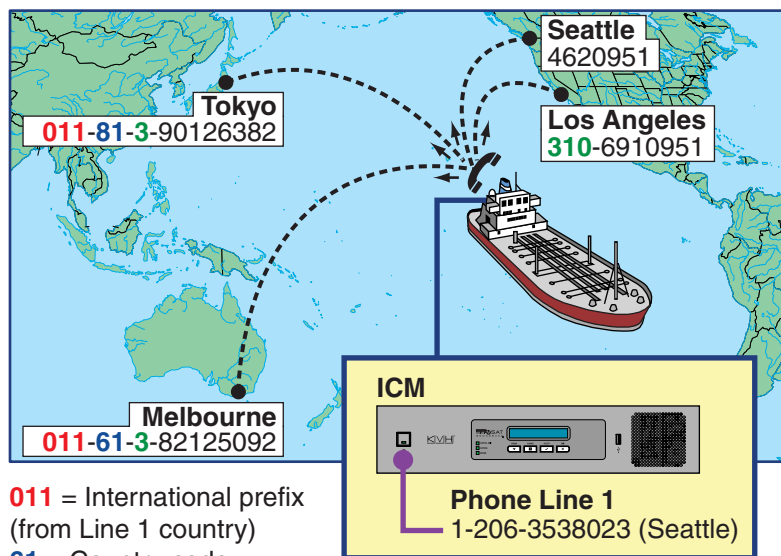 Seattle
4620951
Tokyo
011-81-3-90126382
Los Angeles
310-6910951
Melbourne
011-61-3-82125092
ICM
KVH
Phone Line 1
1-206-3538023 (Seattle)
011 = International prefix
(from Line 1 country)